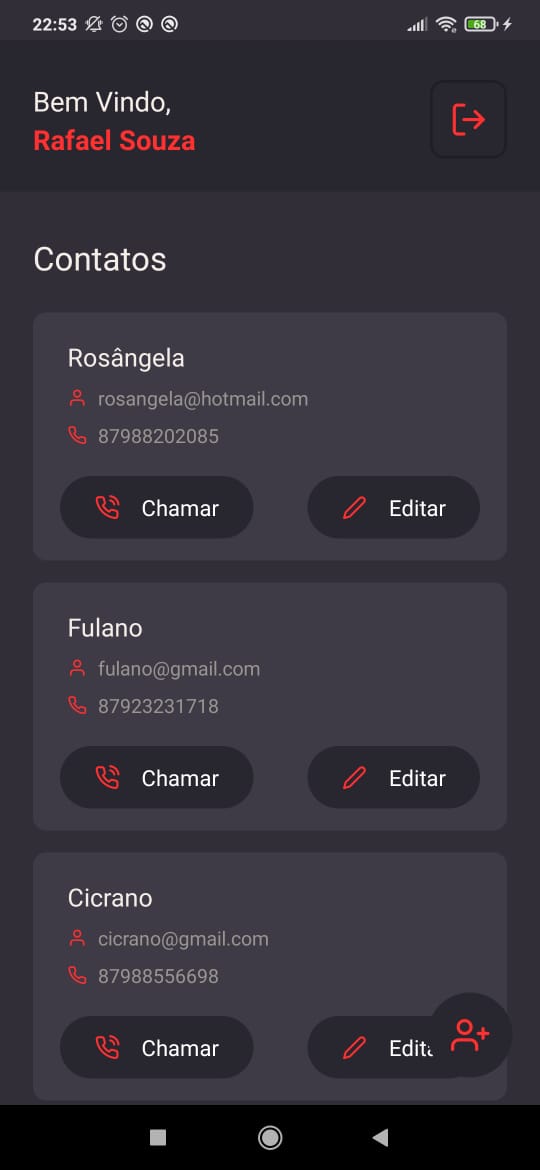 22:53
68
Bem Vindo,
Rafael Souza
Contatos
Rosângela
rosangela@hotmail.com
87988202085
Chamar Editar
Fulano
fulano@gmail.com
87923231718
Chamar Editar
Cicrano
cicrano@gmail.com
87988556698
Chamar Edita